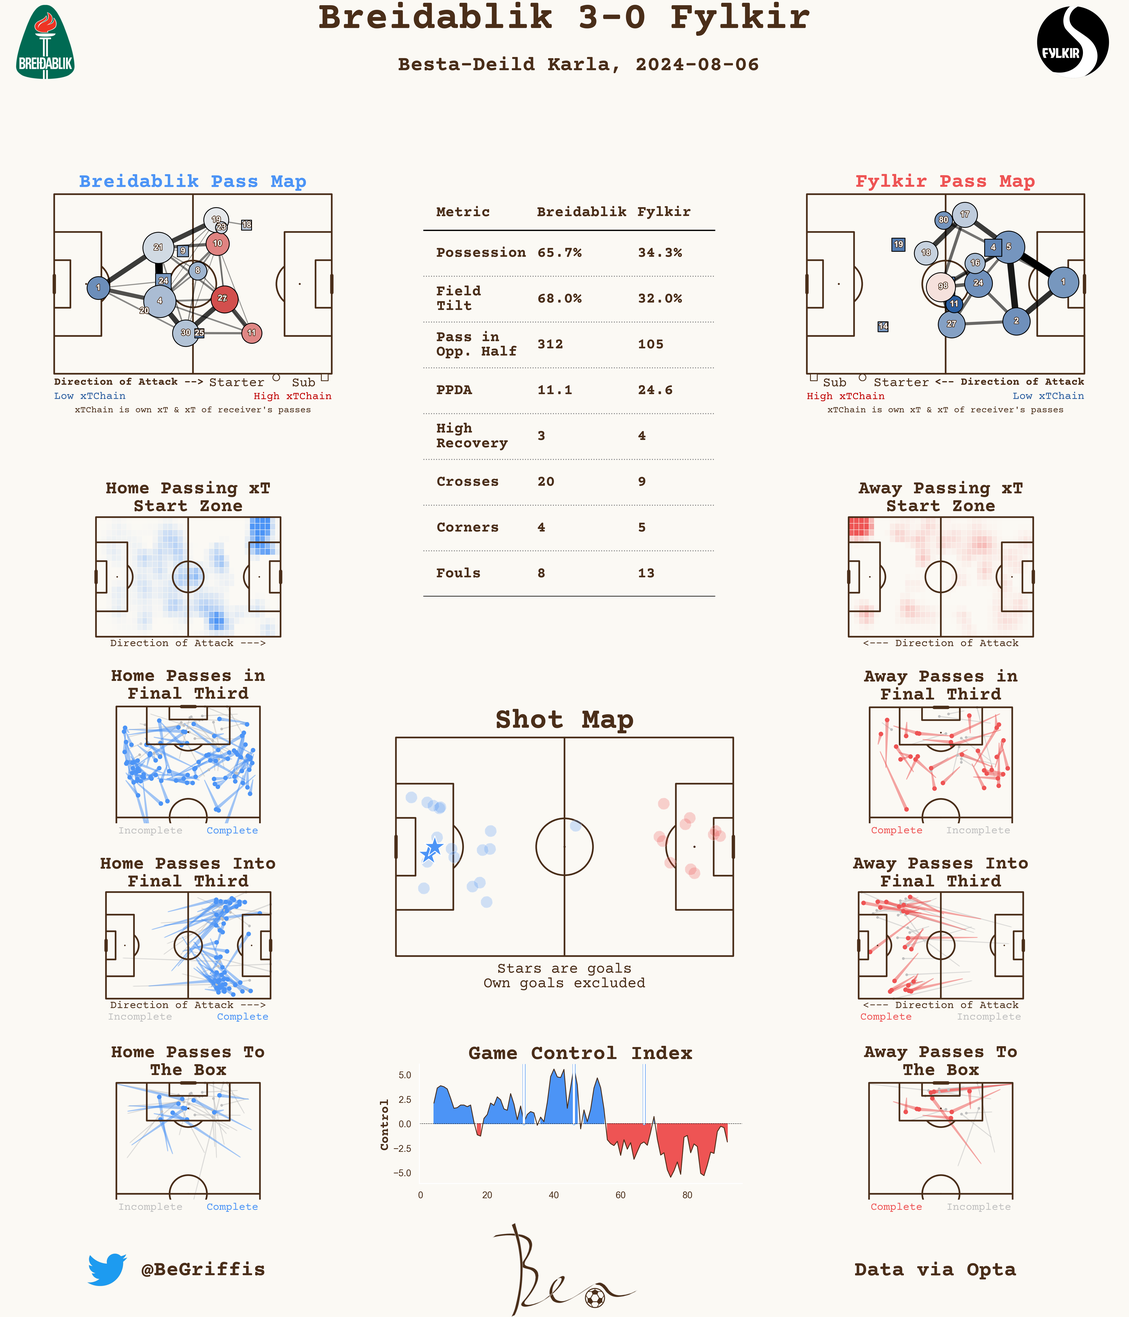 Breidablik 3-0 Fylkir
Besta-Deild Karla, 2024-08-06
BREIÐABLIK
FYLKIR
Breidablik Pass Map
19
23
18
10
21
9
8
24
1
4
27
20
30
25
11
Direction of Attack --> Starter Sub
Low xTChain High xTChain
xTChain is own xT & xT of receiver's passes
Metric Breidablik Fylkir
Possession 65.7% 34.3%
Field
Tilt 68.0% 32.0%
Pass in
Opp. Half 312 105
PPDA 11.1 24.6
High
Recovery 3 4
Crosses 20 9
Corners 4 5
Fouls 8 13
Fylkir Pass Map
80
17
19
4
5
18
16
98
24
1
11
27
2
14
Sub Starter <-- Direction of Attack
High xTChain Low xTChain
xTChain is own xT & xT of receiver's passes
Home Passing xT
Start Zone
Direction of Attack --->
Away Passing xT
Start Zone
<--- Direction of Attack
Home Passes in
Final Third
Incomplete Complete
Away Passes in
Final Third
Complete Incomplete
Shot Map
Stars are goals
Own goals excluded
Home Passes Into
Final Third
Direction of Attack --->
Incomplete Complete
Away Passes Into
Final Third
<--- Direction of Attack
Complete Incomplete
Home Passes To
The Box
Incomplete Complete
Game Control Index
Control
5.0
2.5
0.0
−2.5
−5.0
0 20 40 60 80
Away Passes To
The Box
Complete Incomplete
@BeGriffis
Ben
Data via Opta